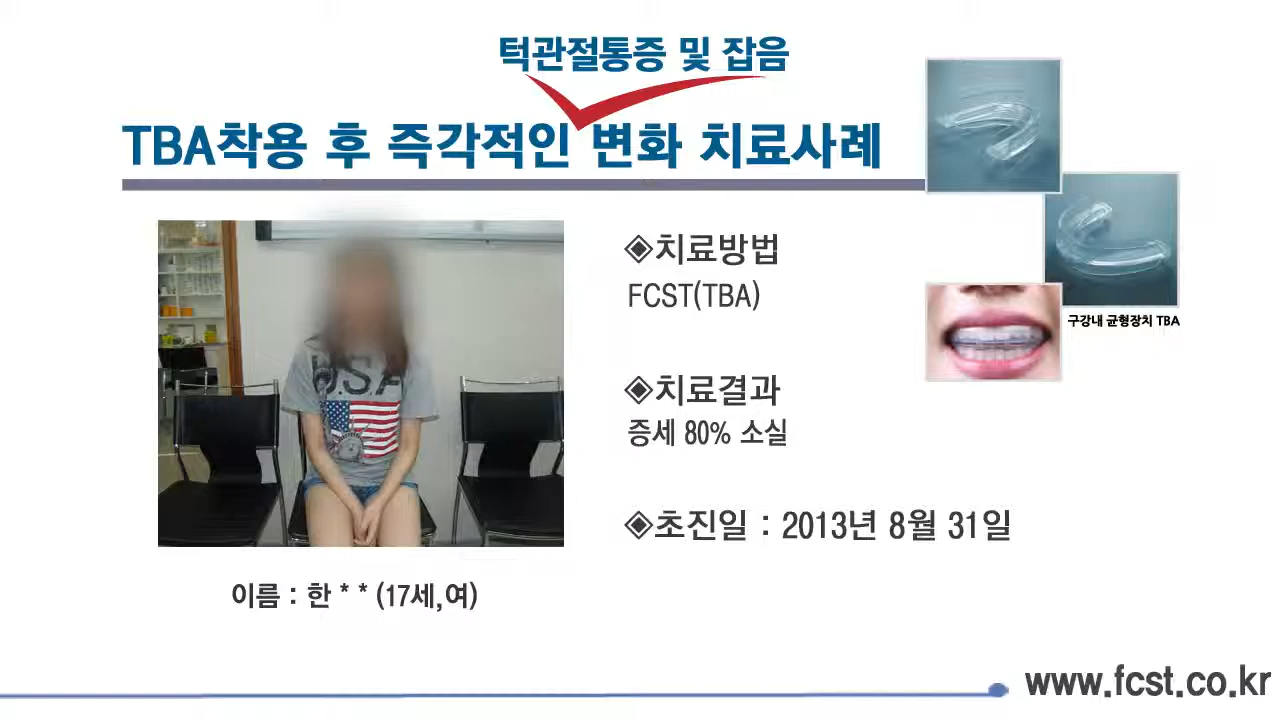 턱관절통증 및 잡음
TBA착용 후 즉각적인 변화 치료사례
◈치료방법
FCST(TBA)
구강내 균형장치 TBA
◈치료결과
증세 80% 소실
◈초진일 : 2013년 8월 31일
U.S.A
이름 : 한 * * (17세,여)
www.fcst.co.kr